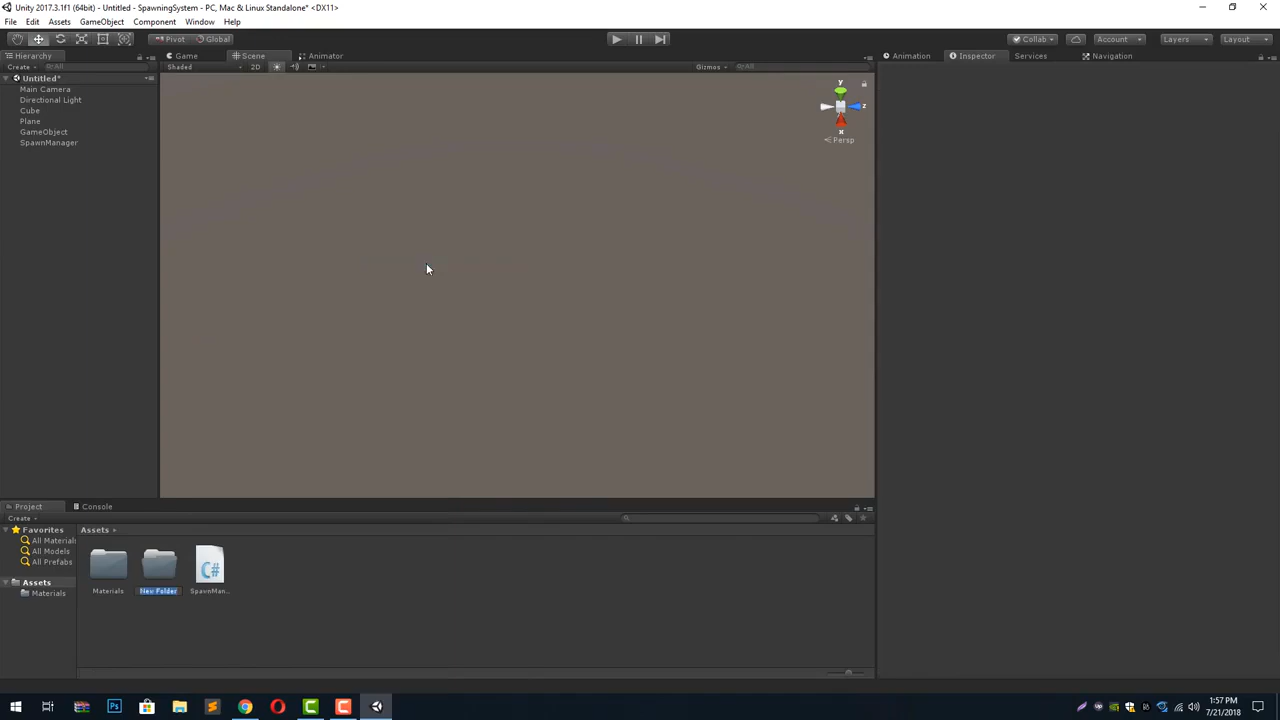 Unity 2017.3.1f1 (64bit) - Untitled - SpawningSystem - PC, Mac & Linux Standalone* <DX11>
File Edit Assets GameObject Component Window Help
Pivot Global Collab Account Layers Layout
Hierarchy Game Scene Animator Animation Inspector Services Navigation
Create All Shaded 2D Gizmos All
Untitled*
Main Camera
Directional Light
Cube
Plane
GameObject
SpawnManager
y
z
x
Persp
Project Console
Create
Favorites
All Materials
All Models
All Prefabs
Assets
Materials
Assets
Materials New Folder SpawnMan...
C#
Ps
1:57 PM
7/21/2018